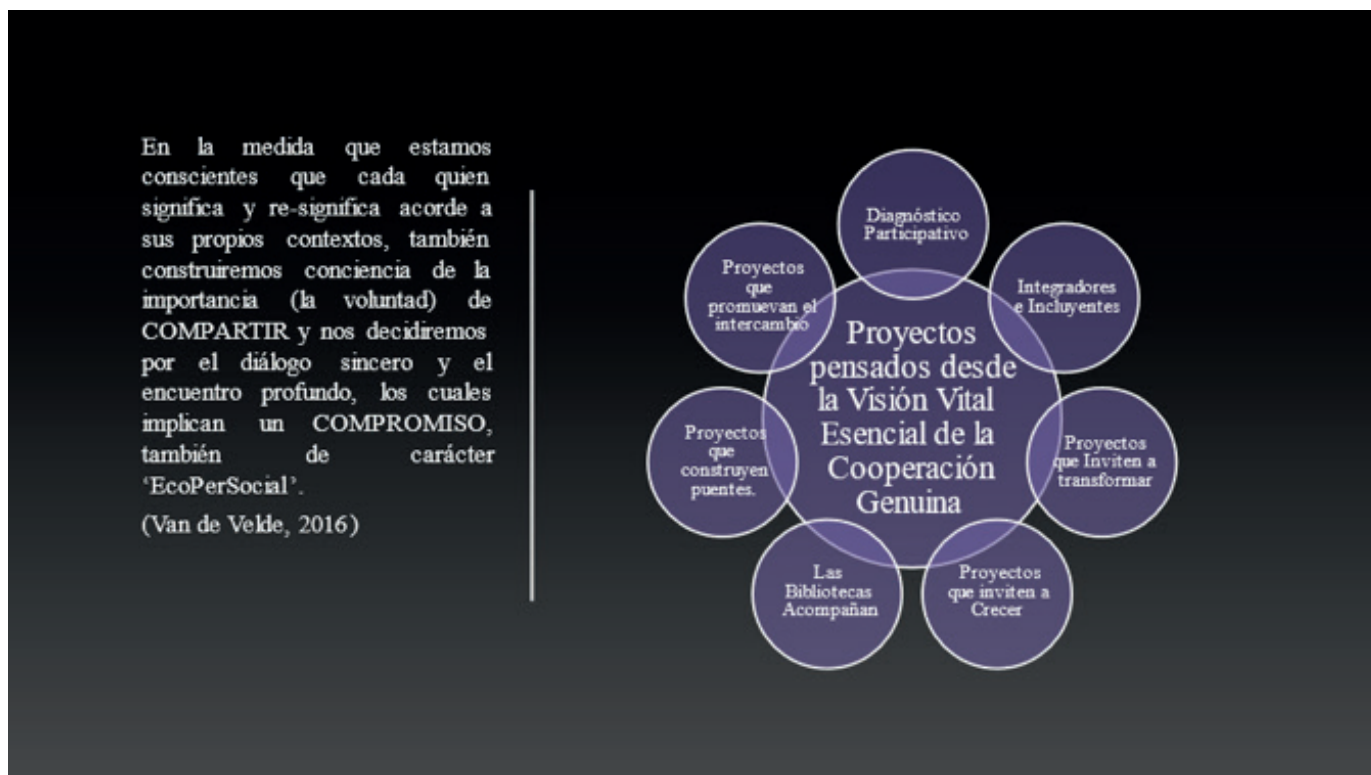 En la medida que estamos
conscientes que cada quien
significa y re-significa acorde a
sus propios contextos, también
construiremos conciencia de la
importancia (la voluntad) de
COMPARTIR y nos decidiremos
por el diálogo sincero y el
encuentro profundo, los cuales
implican un COMPROMISO,
también de carácter
‘EcoPerSocial’.
(Van de Velde, 2016)
Proyectos
pensados desde
la Visión Vital
Esencial de la
Cooperación
Genuina
Diagnóstico
Participativo
Integradores
e Incluyentes
Proyectos
que Inviten a
transformar
Proyectos
que inviten a
Crecer
Las
Bibliotecas
Acompañan
Proyectos
que
construyen
puentes.
Proyectos
que
promuevan el
intercambio